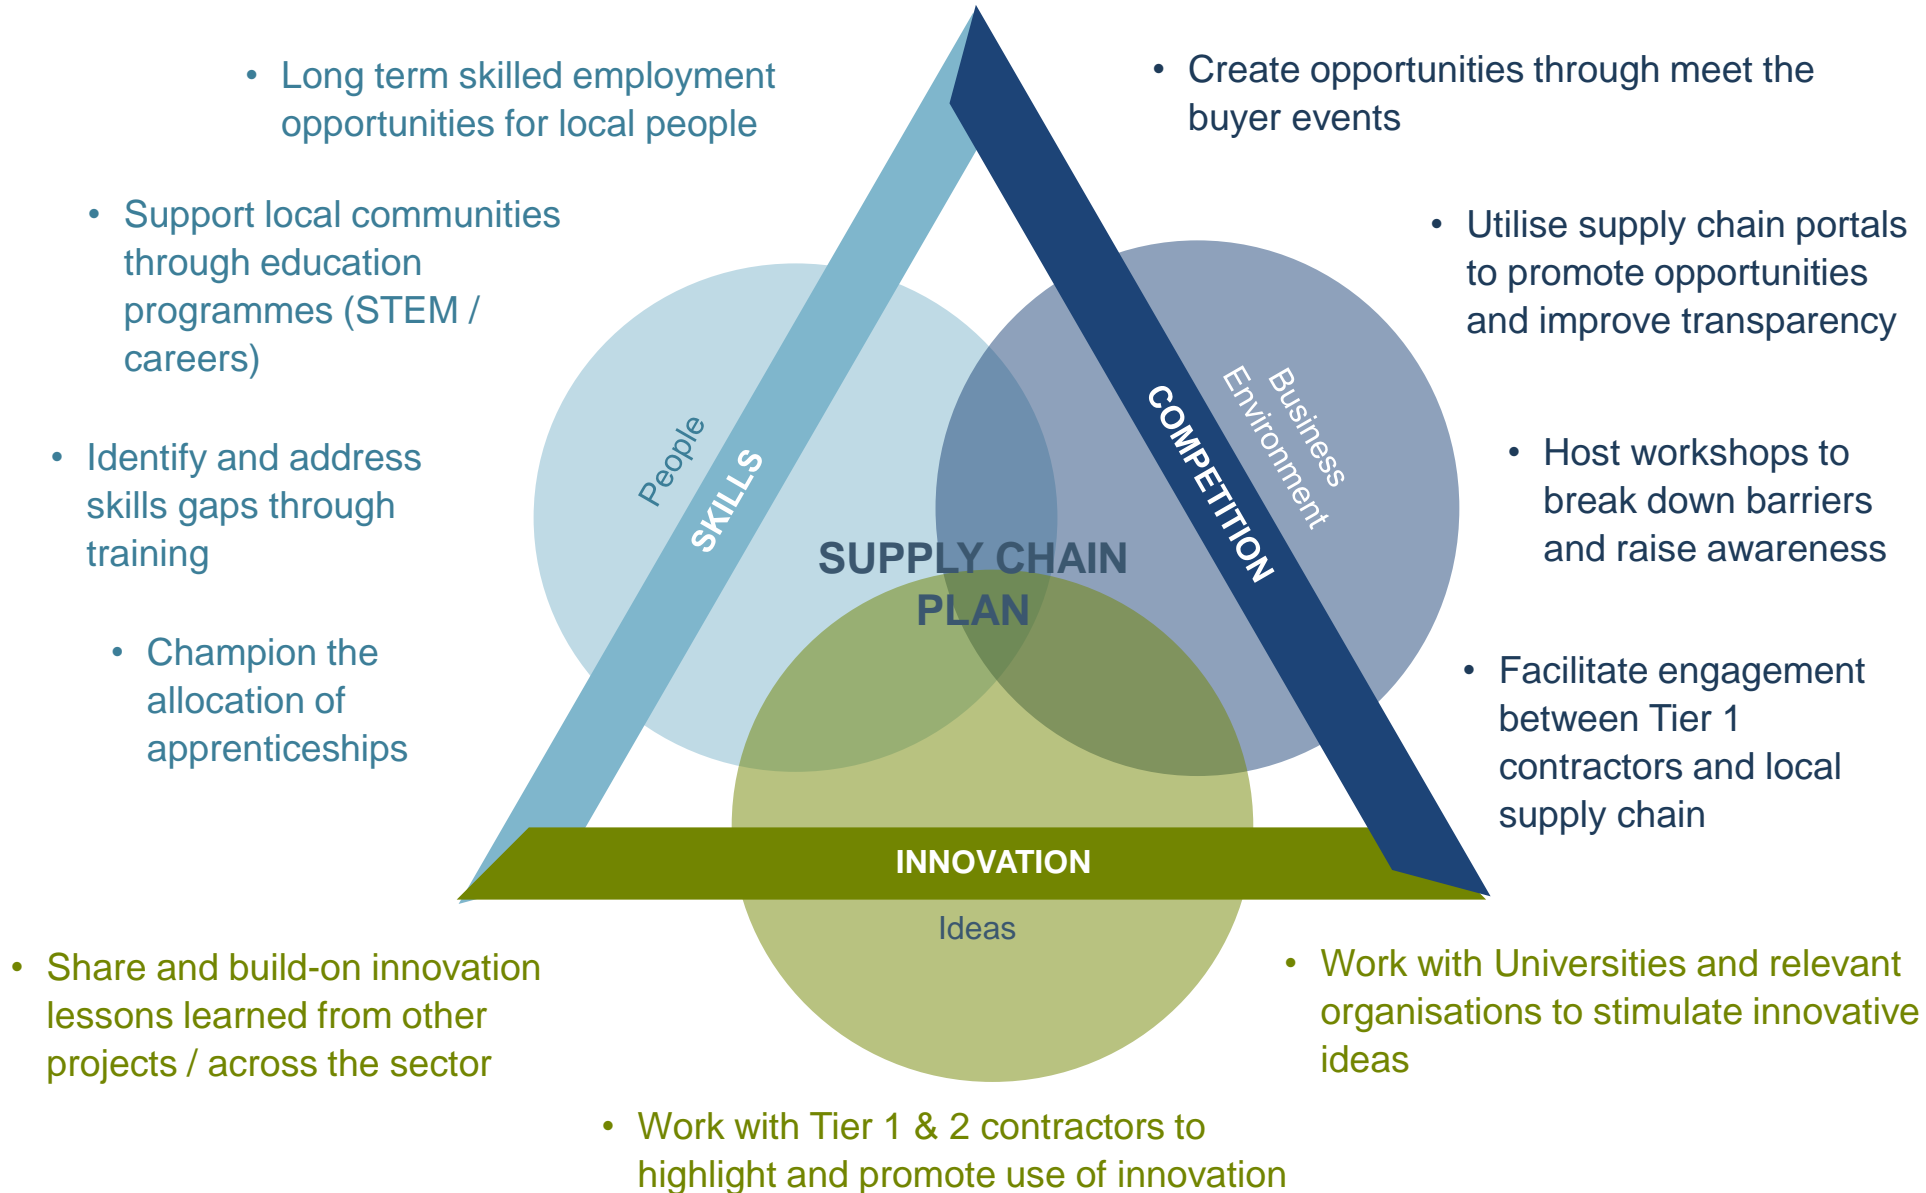 • Long term skilled employment
opportunities for local people
• Support local communities
through education
programmes (STEM /
careers)
• Identify and address
skills gaps through
training
• Champion the
allocation of
apprenticeships
• Create opportunities through meet the
buyer events
• Utilise supply chain portals
to promote opportunities
and improve transparency
• Host workshops to
break down barriers
and raise awareness
• Facilitate engagement
between Tier 1
contractors and local
supply chain
People
SKILLS
COMPETITION
Business
Environment
SUPPLY CHAIN
PLAN
INNOVATION
Ideas
• Share and build-on innovation
lessons learned from other
projects / across the sector
• Work with Tier 1 & 2 contractors to
highlight and promote use of innovation
• Work with Universities and relevant
organisations to stimulate innovative
ideas